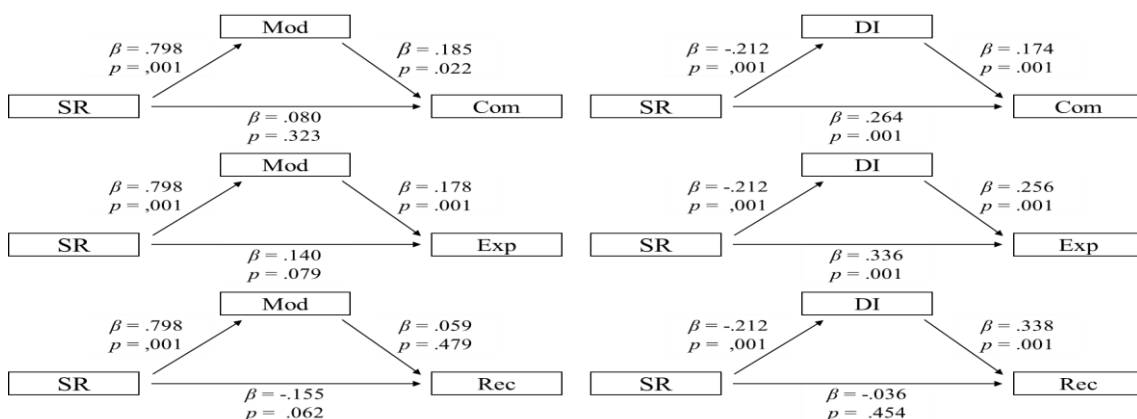 Mod
β = .798
p = ,001
β = .185
p = .022
SR
Com
β = .080
p = .323
DI
β = -.212
p = ,001
β = .174
p = .001
SR
Com
β = .264
p = .001
Mod
β = .798
p = ,001
β = .178
p = .001
SR
Exp
β = .140
p = .079
DI
β = -.212
p = ,001
β = .256
p = .001
SR
Exp
β = .336
p = .001
Mod
β = .798
p = ,001
β = .059
p = .479
SR
Rec
β = -.155
p = .062
DI
β = -.212
p = ,001
β = .338
p = .001
SR
Rec
β = -.036
p = .454